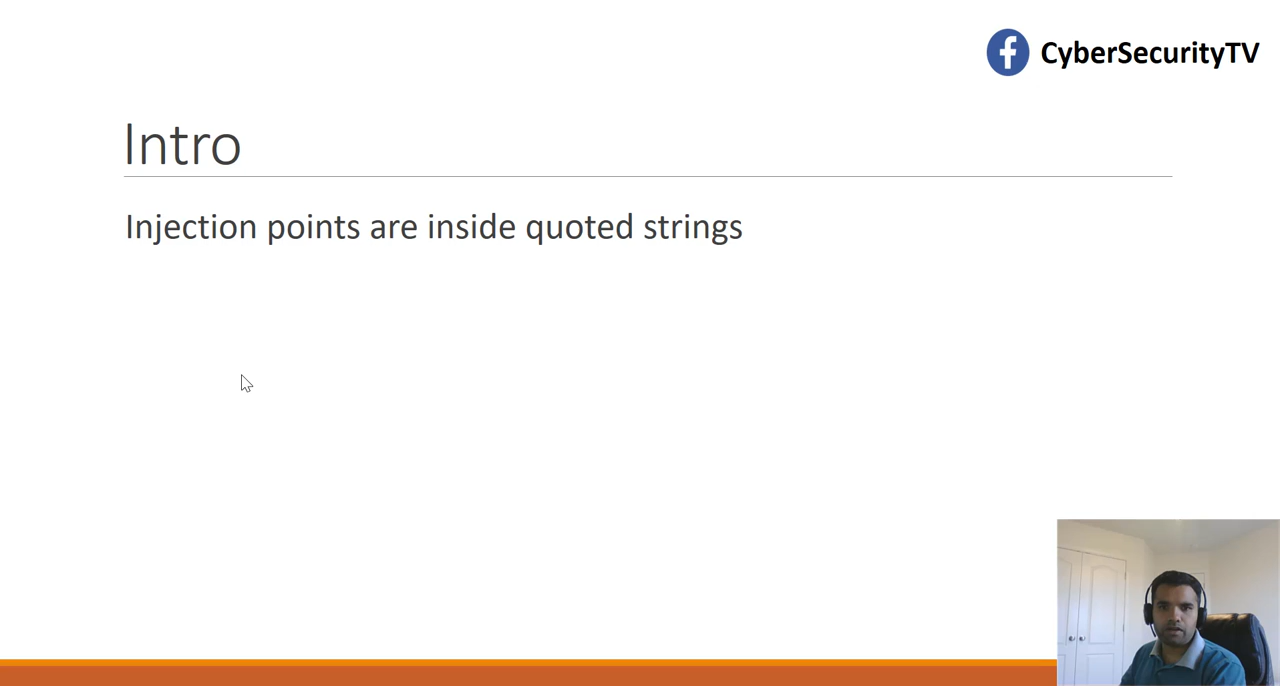 CyberSecurityTV
Intro
Injection points are inside quoted strings